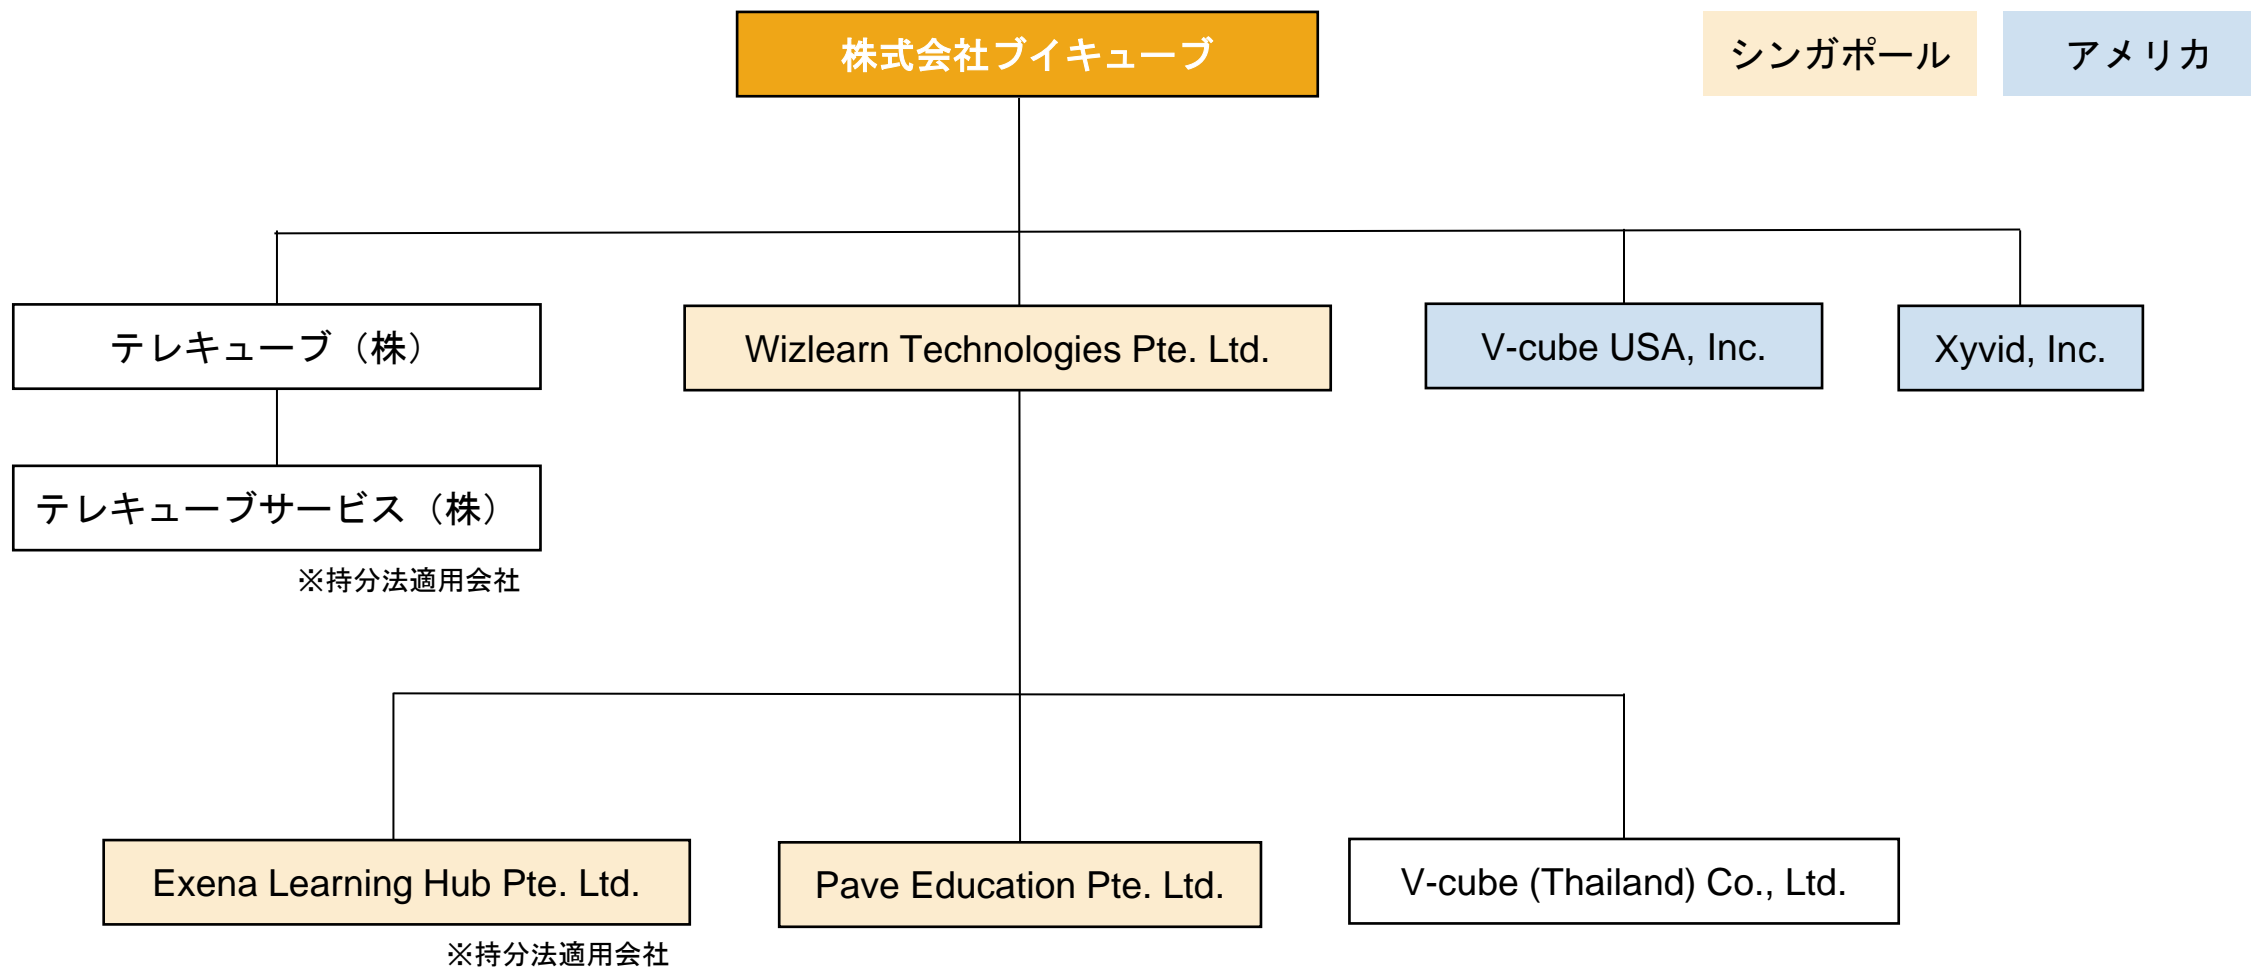 株式会社ブイキューブ
シンガポール
アメリカ
テレキューブ（株）
Wizlearn Technologies Pte. Ltd.
V-cube USA, Inc.
Xyvid, Inc.
テレキューブサービス（株）
※持分法適用会社
Exena Learning Hub Pte. Ltd.
Pave Education Pte. Ltd.
V-cube (Thailand) Co., Ltd.
※持分法適用会社